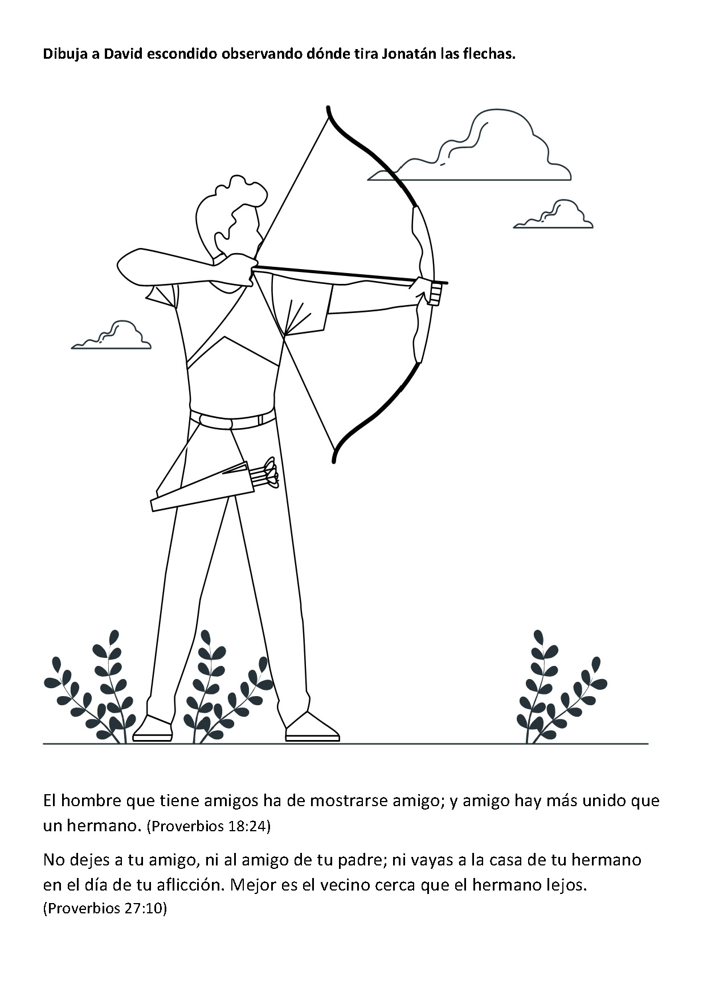 Dibuja a David escondido observando dónde tira Jonatán las flechas.
El hombre que tiene amigos ha de mostrarse amigo; y amigo hay más unido que
un hermano. (Proverbios 18:24)
No dejes a tu amigo, ni al amigo de tu padre; ni vayas a la casa de tu hermano
en el día de tu aflicción. Mejor es el vecino cerca que el hermano lejos.
(Proverbios 27:10)